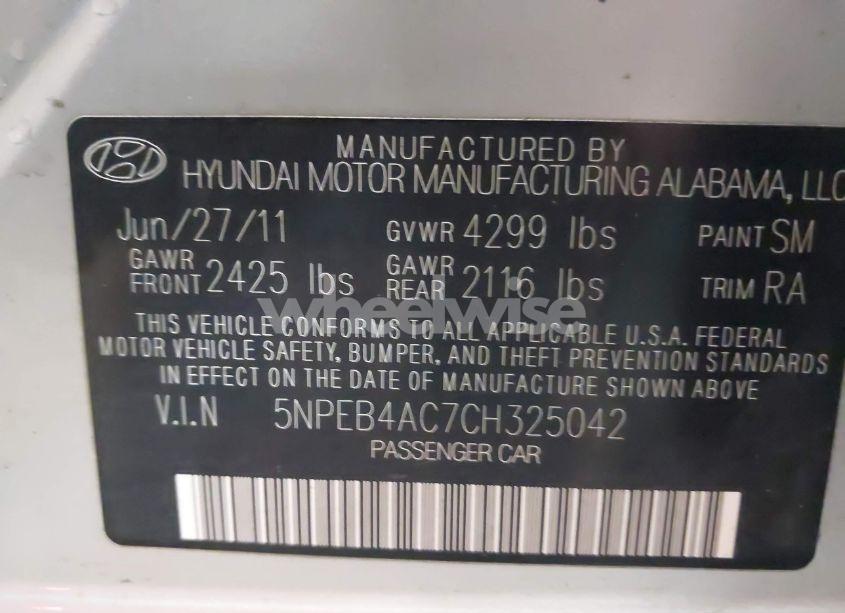 MANUFACTURED BY
HYUNDAI MOTOR MANUFACTURING ALABAMA, LLC
Jun/27/11 GVWR 4299 lbs PAINT SM
GAWR FRONT 2425 lbs GAWR REAR 2116 lbs TRIM RA
wheelwise
THIS VEHICLE CONFORMS TO ALL APPLICABLE U.S.A. FEDERAL
MOTOR VEHICLE SAFETY, BUMPER, AND THEFT PREVENTION STANDARDS
IN EFFECT ON THE DATE OF MANUFACTURE SHOWN ABOVE
V.I.N 5NPEB4AC7CH325042
PASSENGER CAR